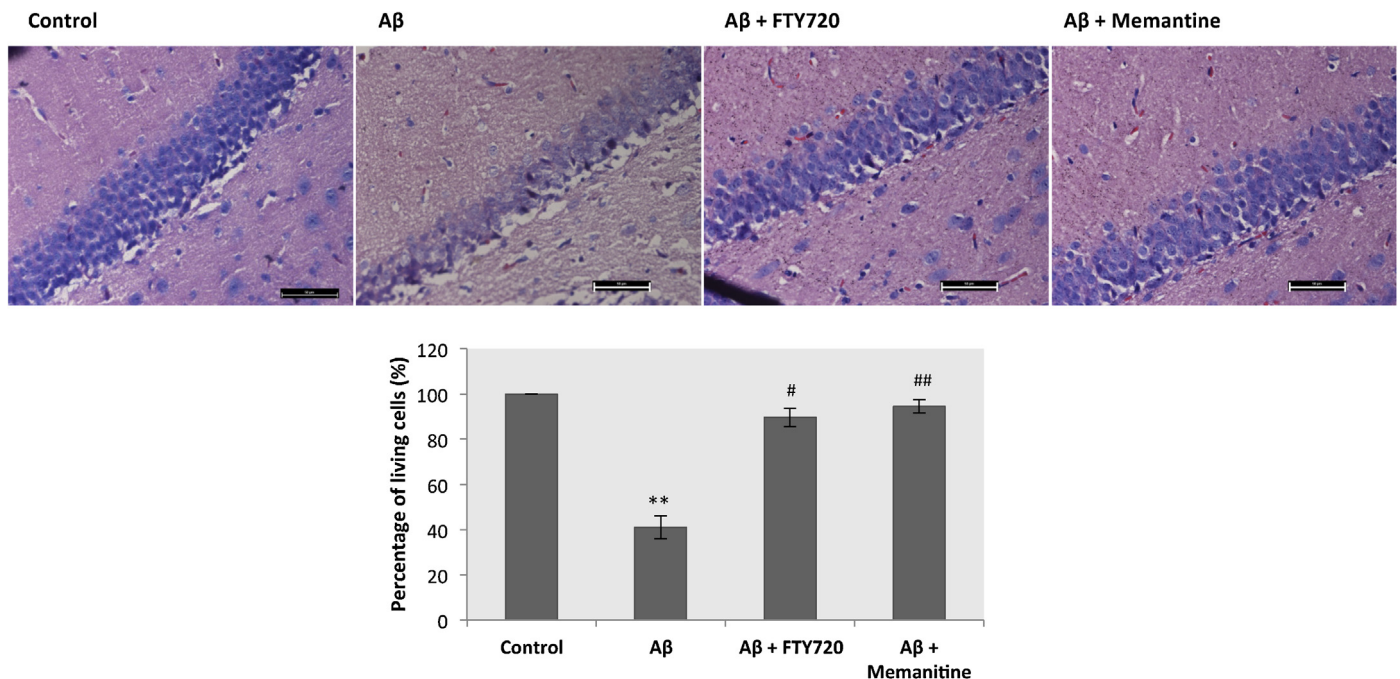 Control
Aβ
Aβ + FTY720
Aβ + Memantine
Percentage of living cells (%)
120
100
80
60
40
20
0
**
#
##
Control
Aβ
Aβ + FTY720
Aβ +
Memanitine